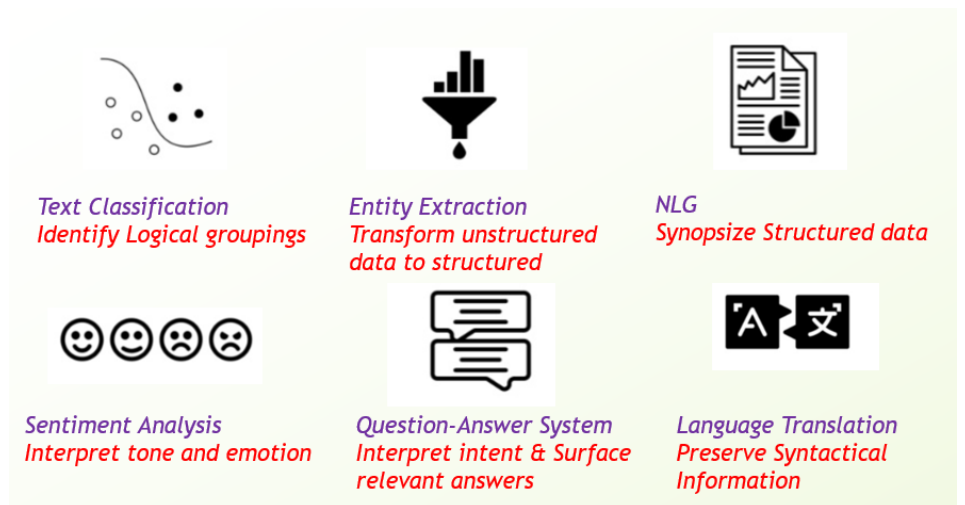 Text Classification
Identify Logical groupings
Entity Extraction
Transform unstructured
data to structured
NLG
Synopsize Structured data
Sentiment Analysis
Interpret tone and emotion
Question-Answer System
Interpret intent & Surface
relevant answers
A 文
Language Translation
Preserve Syntactical
Information